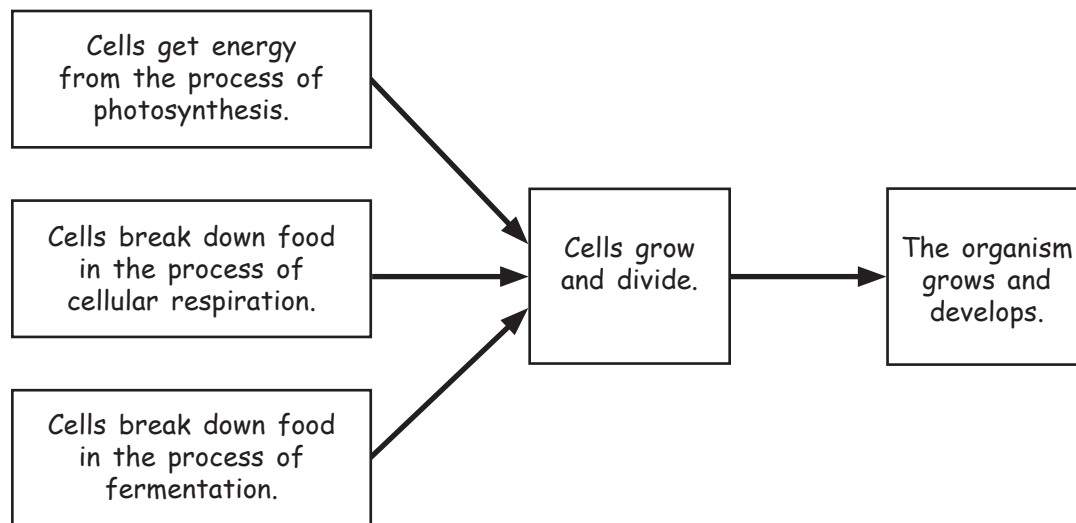 Cells get energy
from the process of
photosynthesis.
Cells break down food
in the process of
cellular respiration.
Cells break down food
in the process of
fermentation.
Cells grow
and divide.
The organism
grows and
develops.